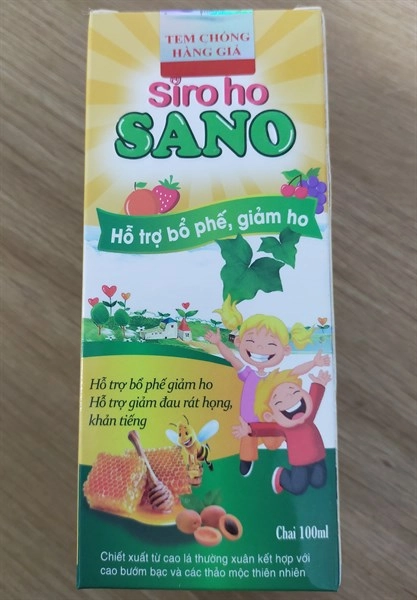 TEM CHỐNG
HÀNG GIẢ
Siro ho
SANO
Hỗ trợ bổ phế, giảm ho
Hỗ trợ bổ phế giảm ho
Hỗ trợ giảm đau rát họng,
khản tiếng
Chai 100ml
Chiết xuất từ cao lá thường xuân kết hợp với
cao bướm bạc và các thảo mộc thiên nhiên